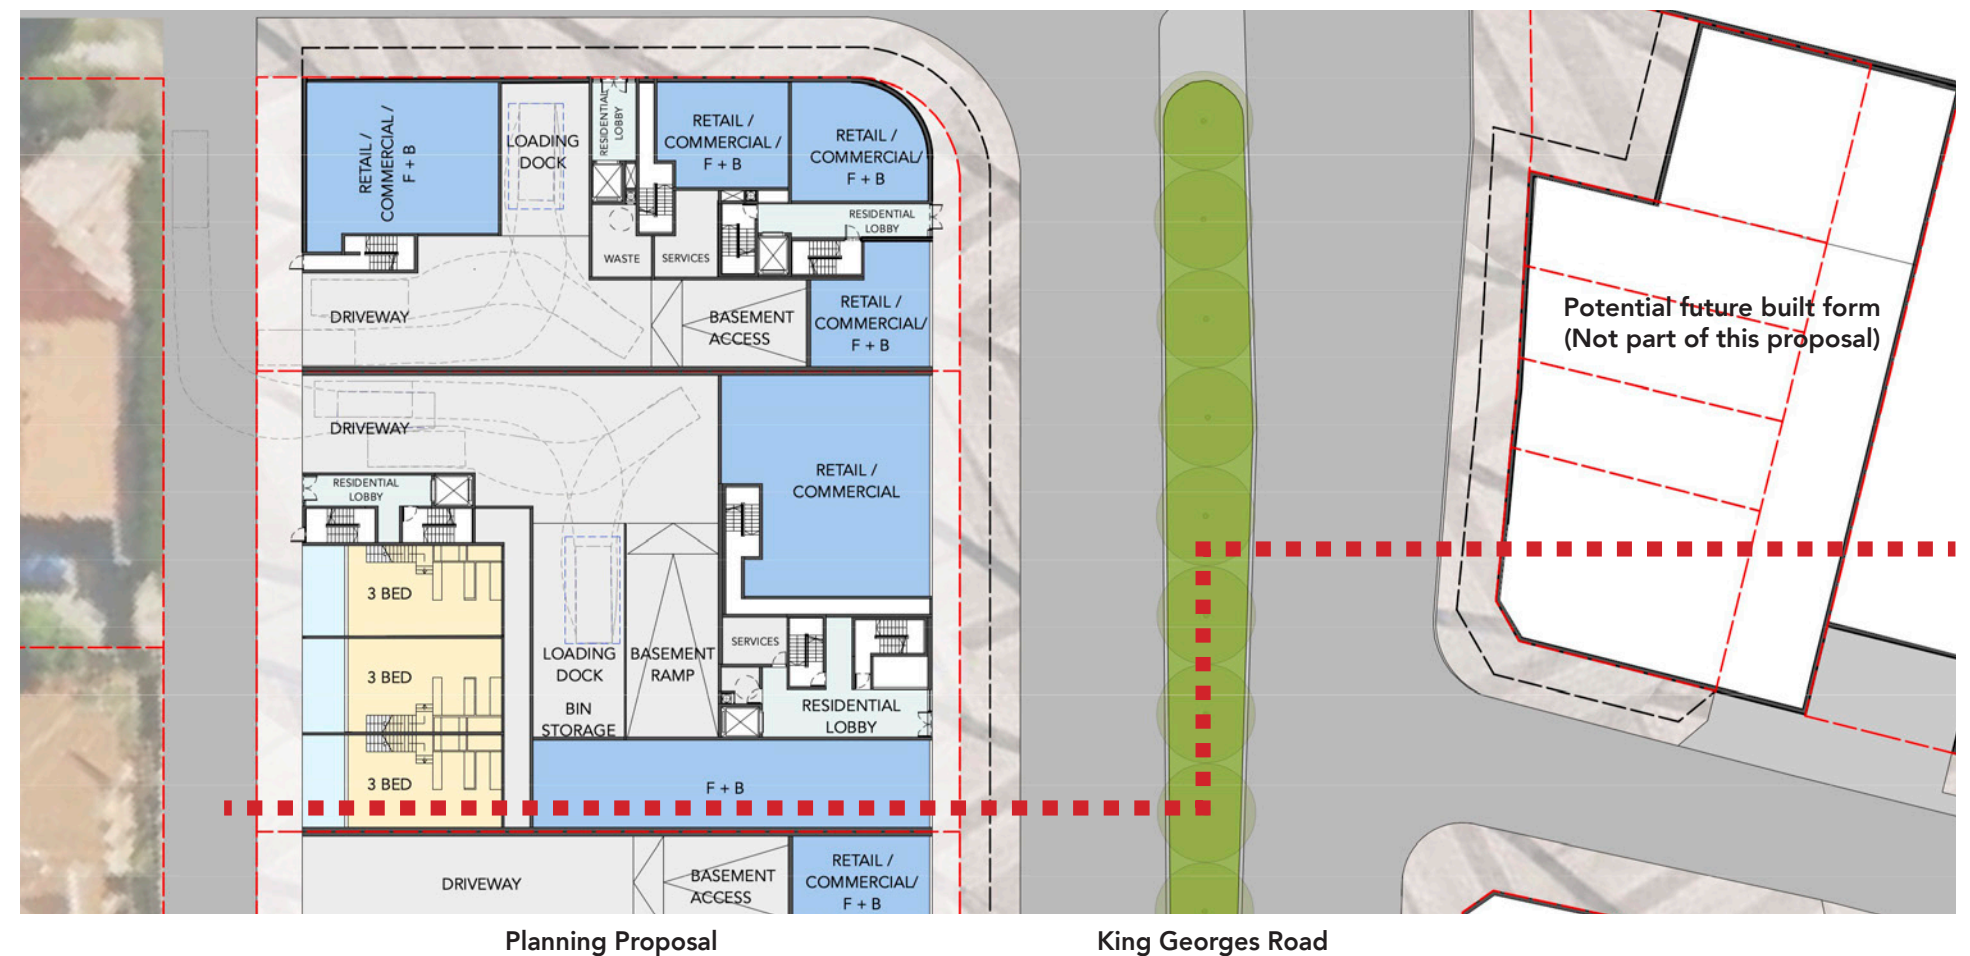 RETAIL /
COMMERCIAL /
F + B
LOADING
DOCK
RESIDENTIAL
LOBBY
RETAIL /
COMMERCIAL /
F + B
RETAIL /
COMMERCIAL/
F + B
RESIDENTIAL
LOBBY
WASTE
SERVICES
DRIVEWAY
BASEMENT
ACCESS
RETAIL /
COMMERCIAL/
F + B
Potential future built form
(Not part of this proposal)
DRIVEWAY
RETAIL /
COMMERCIAL
RESIDENTIAL
LOBBY
3 BED
3 BED
3 BED
LOADING
DOCK
BIN
STORAGE
BASEMENT
RAMP
SERVICES
RESIDENTIAL
LOBBY
F + B
DRIVEWAY
BASEMENT
ACCESS
RETAIL /
COMMERCIAL/
F + B
Planning Proposal
King Georges Road